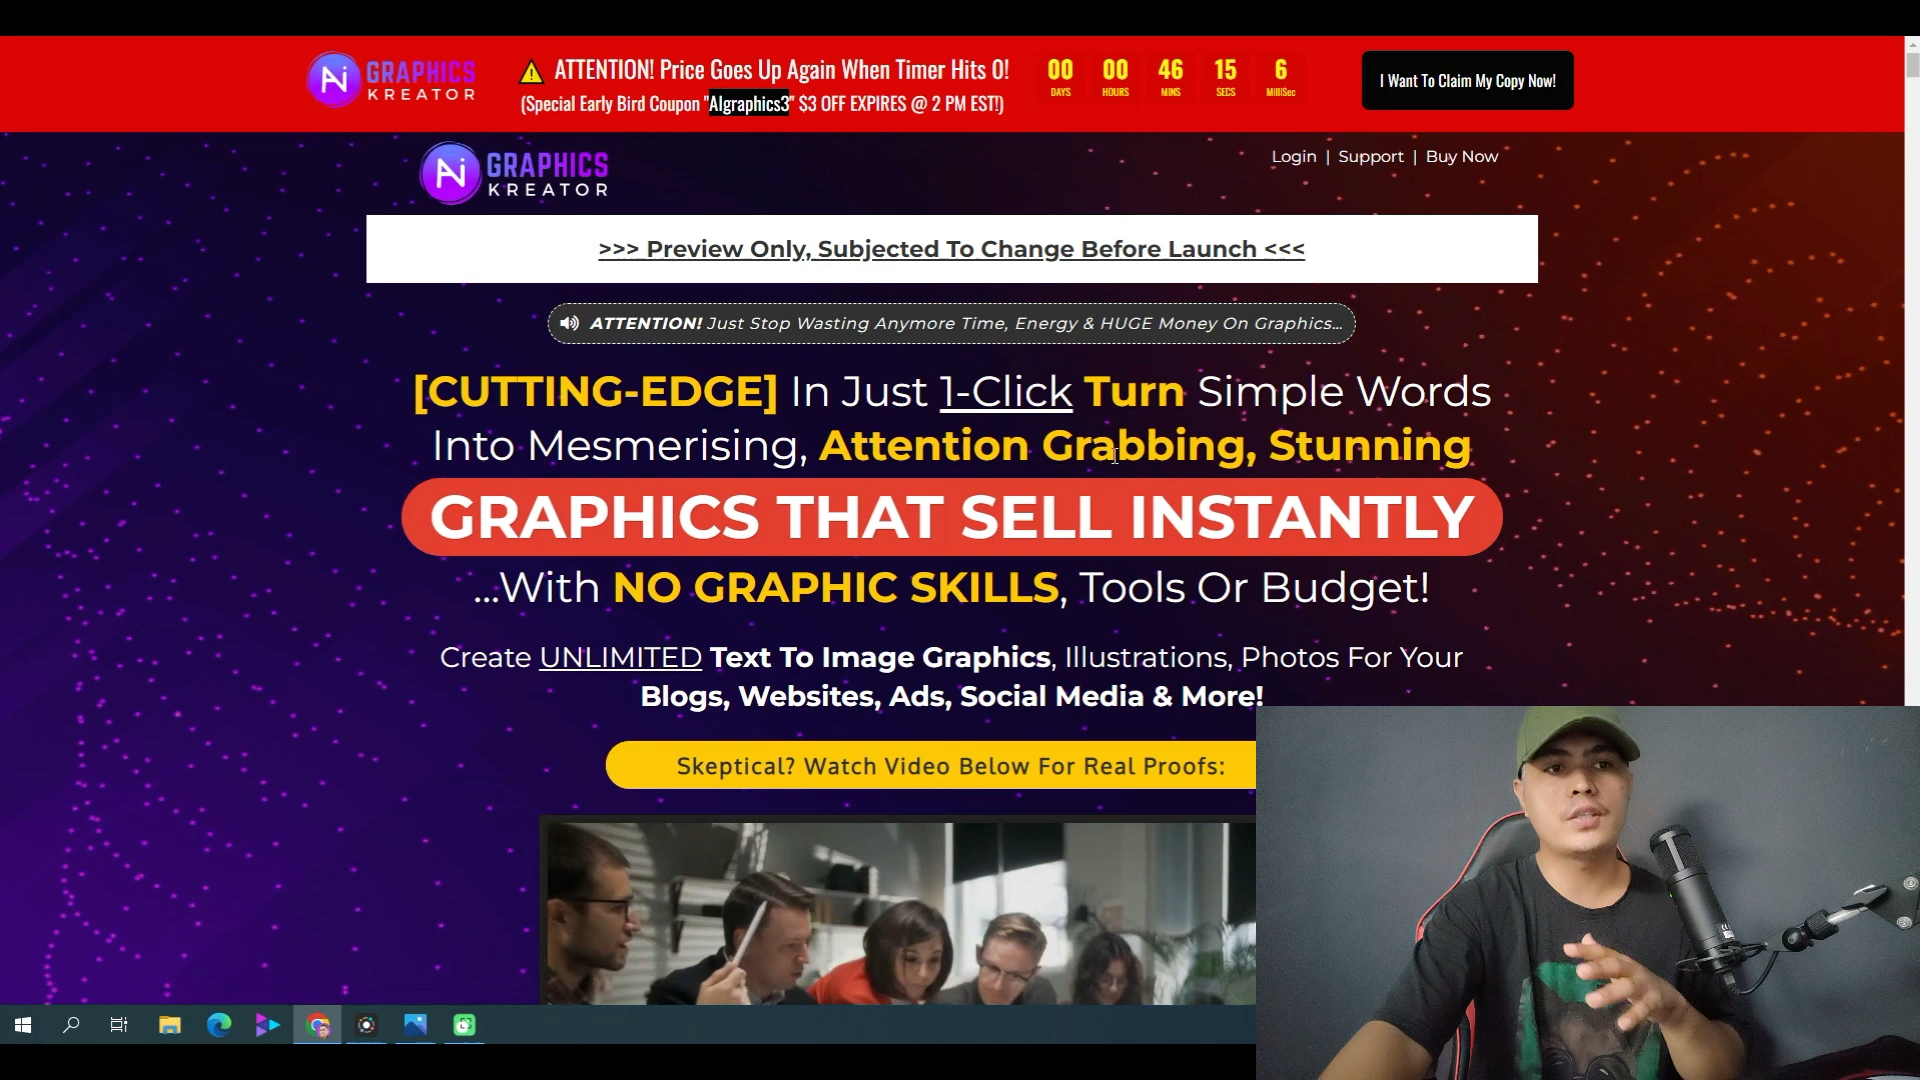 Ai GRAPHICS
KREATOR
ATTENTION! Price Goes Up Again When Timer Hits 0!
(Special Early Bird Coupon "AIgraphics3" $3 OFF EXPIRES @ 2 PM EST!)
00 00 46 15 6
DAYS HOURS MINS SECS MilliSec
I Want To Claim My Copy Now!
Ai GRAPHICS
KREATOR
Login | Support | Buy Now
>>> Preview Only, Subjected To Change Before Launch <<<
ATTENTION! Just Stop Wasting Anymore Time, Energy & HUGE Money On Graphics...
[CUTTING-EDGE] In Just 1-Click Turn Simple Words
Into Mesmerising, Attention Grabbing, Stunning
GRAPHICS THAT SELL INSTANTLY
...With NO GRAPHIC SKILLS, Tools Or Budget!
Create UNLIMITED Text To Image Graphics, Illustrations, Photos For Your
Blogs, Websites, Ads, Social Media & More!
Skeptical? Watch Video Below For Real Proofs: